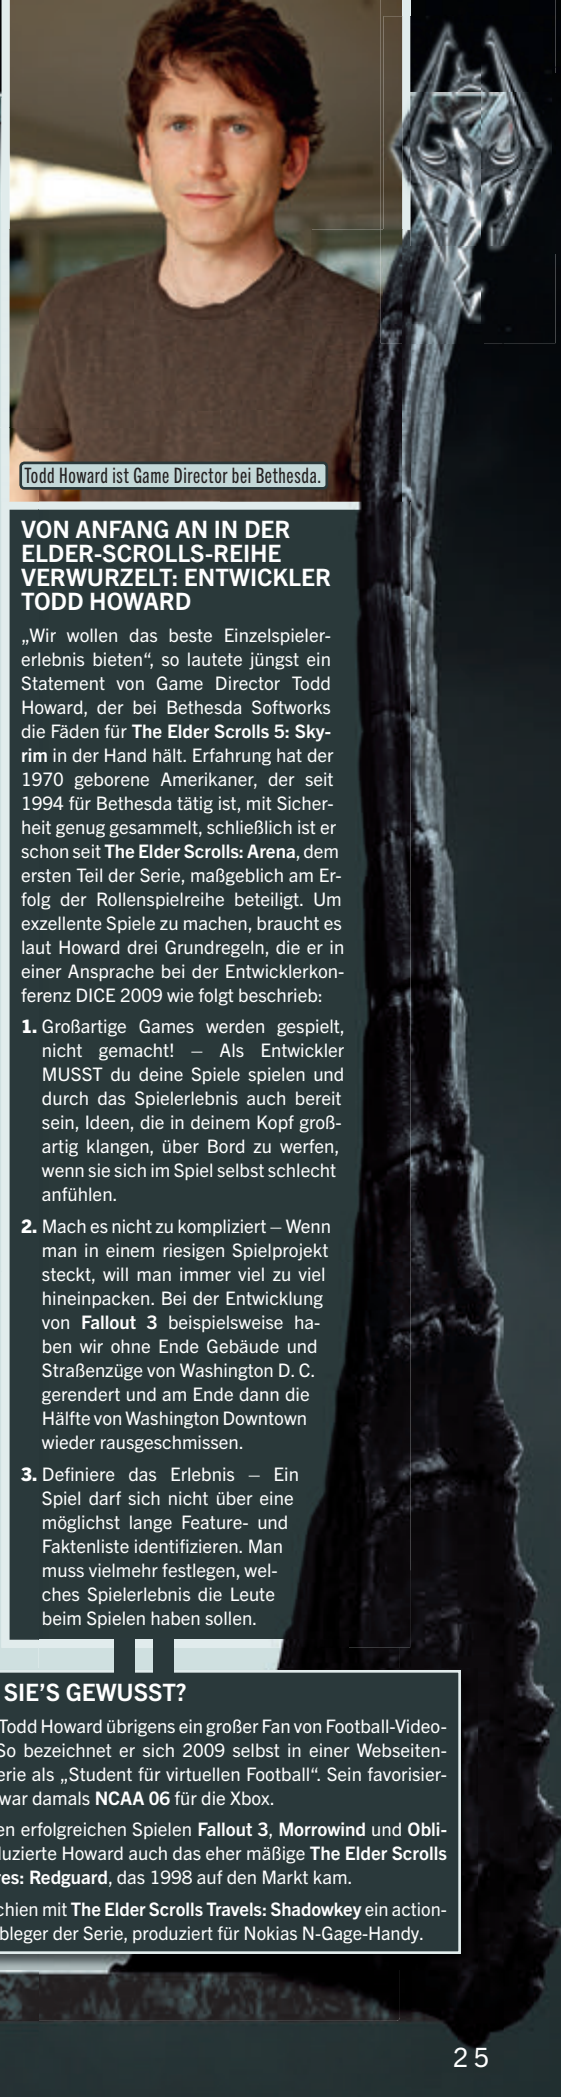 Todd Howard ist Game Director bei Bethesda.
VON ANFANG AN IN DER
ELDER-SCROLLS-REIHE
VERWURZELT: ENTWICKLER
TODD HOWARD
„Wir wollen das beste Einzelspieler-
erlebnis bieten“, so lautete jüngst ein
Statement von Game Director Todd
Howard, der bei Bethesda Softworks
die Fäden für The Elder Scrolls 5: Sky-
rim in der Hand hält. Erfahrung hat der
1970 geborene Amerikaner, der seit
1994 für Bethesda tätig ist, mit Sicher-
heit genug gesammelt, schließlich ist er
schon seit The Elder Scrolls: Arena, dem
ersten Teil der Serie, maßgeblich am Er-
folg der Rollenspielreihe beteiligt. Um
exzellente Spiele zu machen, braucht es
laut Howard drei Grundregeln, die er in
einer Ansprache bei der Entwicklerkon-
ferenz DICE 2009 wie folgt beschrieb:
1. Großartige Games werden gespielt,
nicht gemacht! – Als Entwickler
MUSST du deine Spiele spielen und
durch das Spielerlebnis auch bereit
sein, Ideen, die in deinem Kopf groß-
artig klangen, über Bord zu werfen,
wenn sie sich im Spiel selbst schlecht
anfühlen.
2. Mach es nicht zu kompliziert – Wenn
man in einem riesigen Spielprojekt
steckt, will man immer viel zu viel
hineinpacken. Bei der Entwicklung
von Fallout 3 beispielsweise ha-
ben wir ohne Ende Gebäude und
Straßenzüge von Washington D. C.
gerendert und am Ende dann die
Hälfte von Washington Downtown
wieder rausgeschmissen.
3. Definiere das Erlebnis – Ein
Spiel darf sich nicht über eine
möglichst lange Feature- und
Faktenliste identifizieren. Man
muss vielmehr festlegen, wel-
ches Spielerlebnis die Leute
beim Spielen haben sollen.
SIE'S GEWUSST?
Todd Howard übrigens ein großer Fan von Football-Video-
So bezeichnet er sich 2009 selbst in einer Webseiten-
erie als „Student für virtuellen Football“. Sein favorisier-
war damals NCAA 06 für die Xbox.
en erfolgreichen Spielen Fallout 3, Morrowind und Obli-
duzierte Howard auch das eher mäßige The Elder Scrolls
res: Redguard, das 1998 auf den Markt kam.
chien mit The Elder Scrolls Travels: Shadowkey ein action-
bleger der Serie, produziert für Nokias N-Gage-Handy.
25